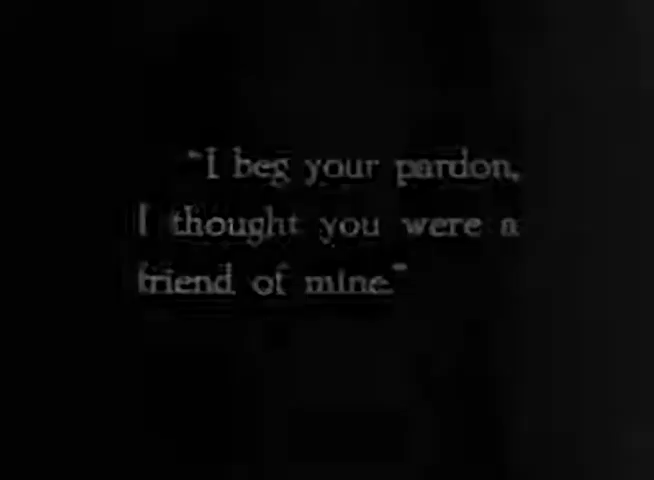 "I beg your pardon,
I thought you were a
friend of mine."